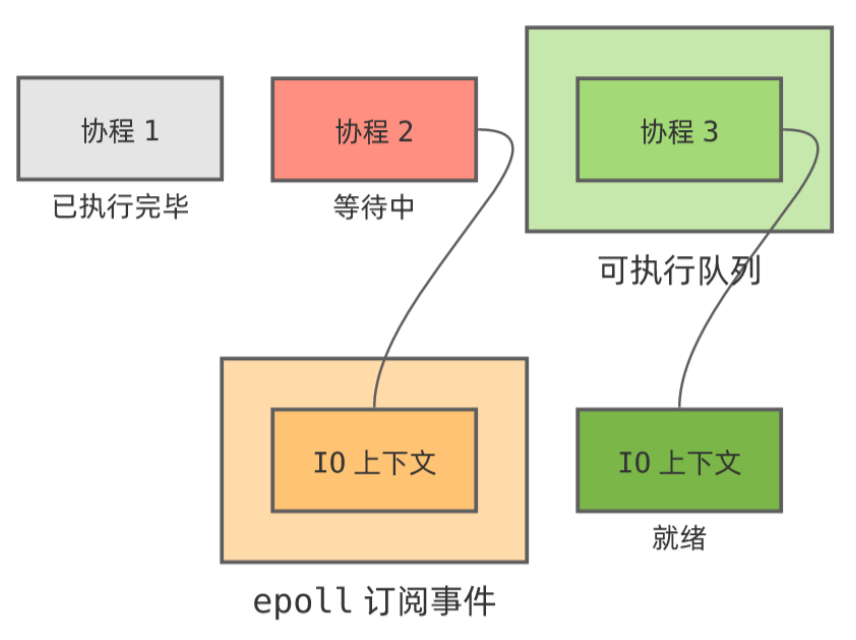 协程 1
已执行完毕
协程 2
等待中
协程 3
可执行队列
IO 上下文
epoll 订阅事件
IO 上下文
就绪